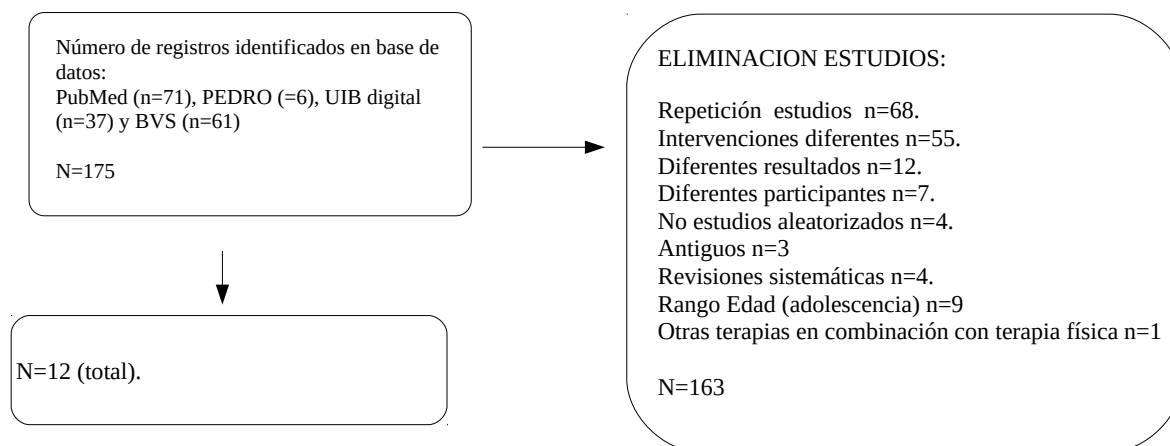 Número de registros identificados en base de
datos:
PubMed (n=71), PEDRO (=6), UIB digital
(n=37) y BVS (n=61)
N=175
ELIMINACION ESTUDIOS:
Repetición estudios n=68.
Intervenciones diferentes n=55.
Diferentes resultados n=12.
Diferentes participantes n=7.
No estudios aleatorizados n=4.
Antiguos n=3
Revisiones sistemáticas n=4.
Rango Edad (adolescencia) n=9
Otras terapias en combinación con terapia física n=1
N=163
N=12 (total).